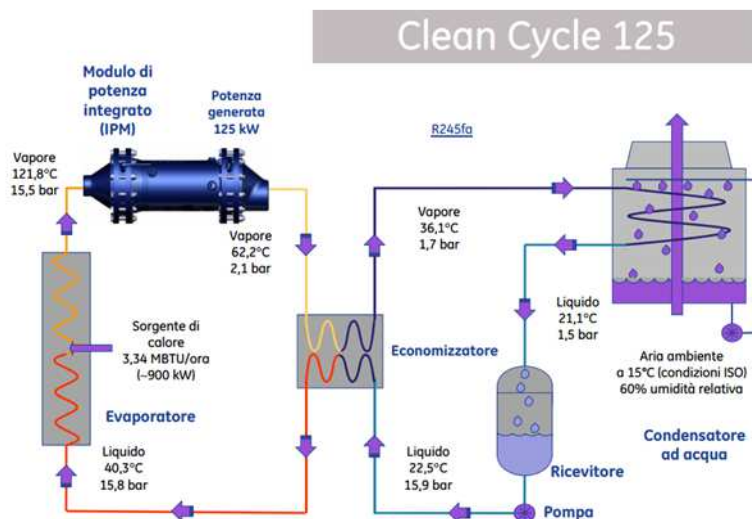 Clean Cycle 125
Modulo di
potenza
integrato
(IPM)
Potenza
generata
125 kW
R245fa
Vapore
121,8°C
15,5 bar
Vapore
62,2°C
2,1 bar
Vapore
36,1°C
1,7 bar
Liquido
21,1°C
1,5 bar
Sorgente di
calore
3,34 MBTU/ora
(~900 kW)
Economizzatore
Aria ambiente
a 15°C (condizioni ISO)
60% umidità relativa
Evaporatore
Condensatore
ad acqua
Liquido
40,3°C
15,8 bar
Liquido
22,5°C
15,9 bar
Ricevitore
Pompa